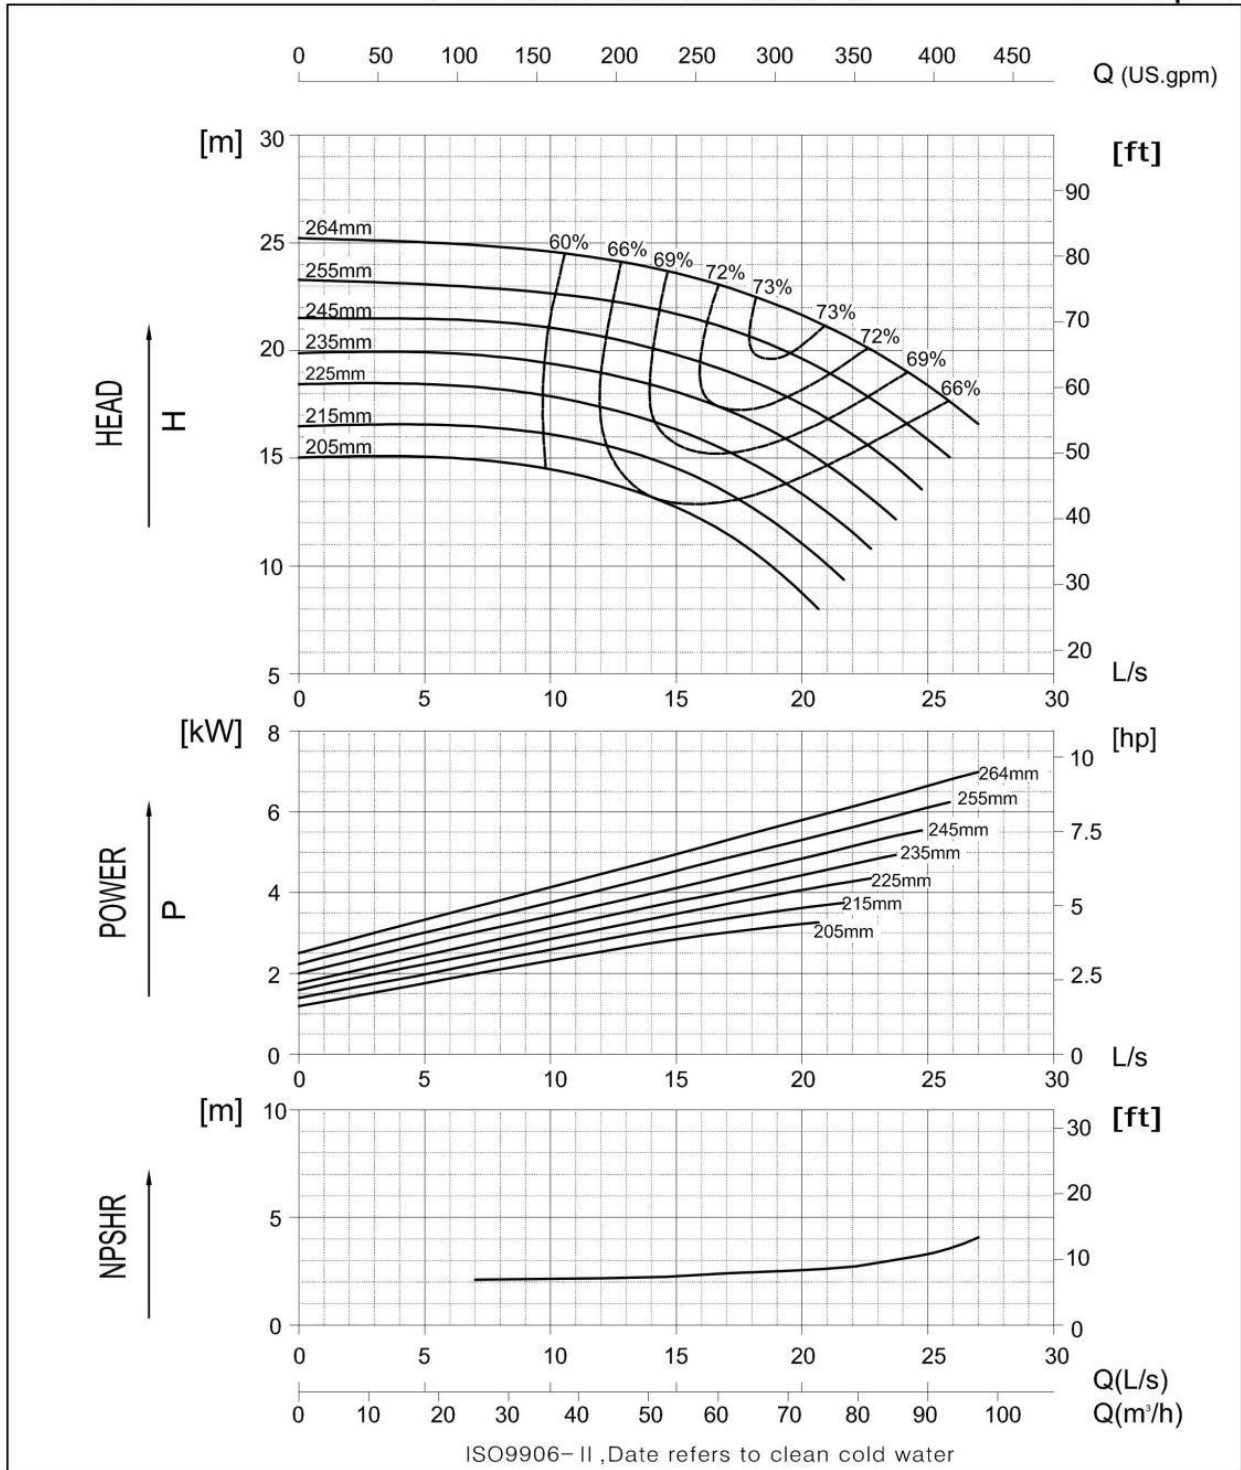 0 50 100 150 200 250 300 350 400 450
Q (US.gpm)
[m] 30 [ft]
90
264mm
25 60% 66% 69% 72% 73% 80
255mm
245mm 73% 70
235mm 20 72%
69% 60
225mm 66%
215mm
205mm 50
15
HEAD H
40
10 30
20
5 L/s
0 5 10 15 20 25 30
[kW] 8 [hp]
10
264mm
255mm
6 7.5
245mm
235mm
4 225mm 5
215mm
205mm
POWER P
2 2.5
0 0 L/s
0 5 10 15 20 25 30
[m] 10 [ft]
30
20
5
10
NPSHR
0 0
0 5 10 15 20 25 30
Q(L/s)
0 10 20 30 40 50 60 70 80 90 100 Q(m³/h)
ISO9906-II ,Date refers to clean cold water